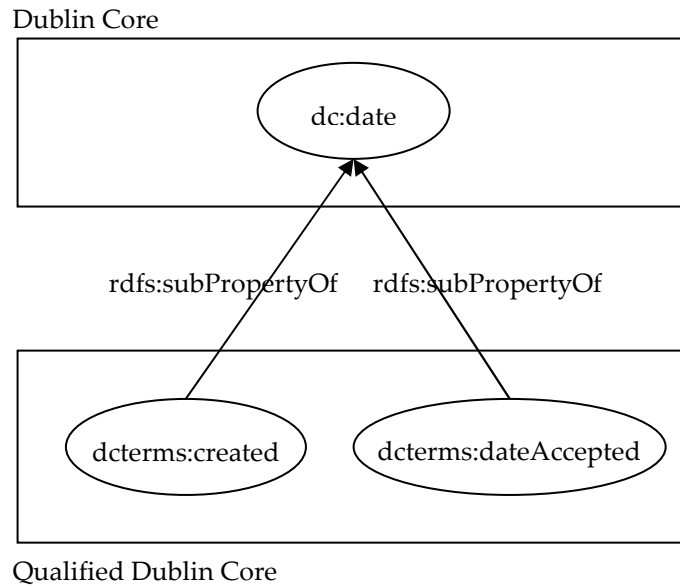 Dublin Core
dc:date
rdfs:subPropertyOf rdfs:subPropertyOf
dcterms:created dcterms:dateAccepted
Qualified Dublin Core